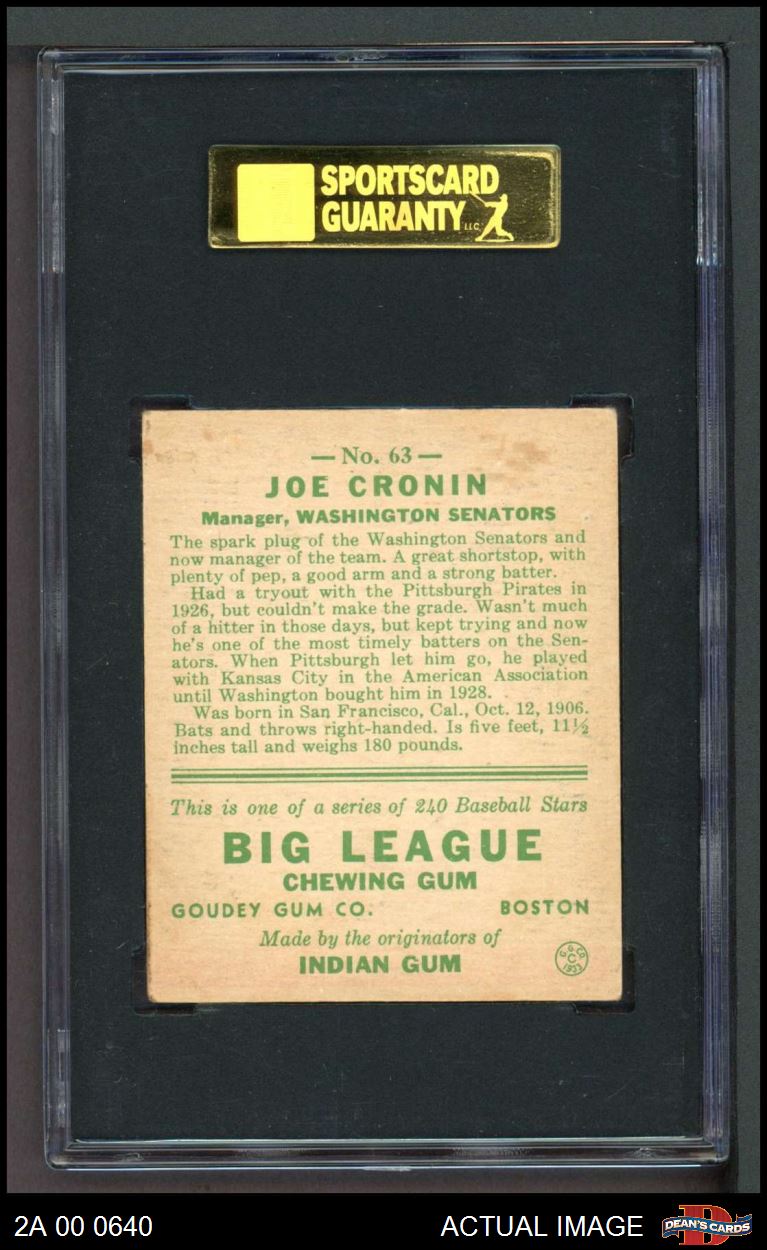 SPORTSCARD
GUARANTY LLC
— No. 63 —
JOE CRONIN
Manager, WASHINGTON SENATORS
The spark plug of the Washington Senators and
now manager of the team. A great shortstop, with
plenty of pep, a good arm and a strong batter.
Had a tryout with the Pittsburgh Pirates in
1926, but couldn't make the grade. Wasn't much
of a hitter in those days, but kept trying and now
he's one of the most timely batters on the Sen-
ators. When Pittsburgh let him go, he played
with Kansas City in the American Association
until Washington bought him in 1928.
Was born in San Francisco, Cal., Oct. 12, 1906.
Bats and throws right-handed. Is five feet, 11½
inches tall and weighs 180 pounds.
This is one of a series of 240 Baseball Stars
BIG LEAGUE
CHEWING GUM
GOUDEY GUM CO. BOSTON
Made by the originators of
INDIAN GUM
G.G.CO.
C
1933
2A 00 0640 ACTUAL IMAGE
D
DEAN'S CARDS